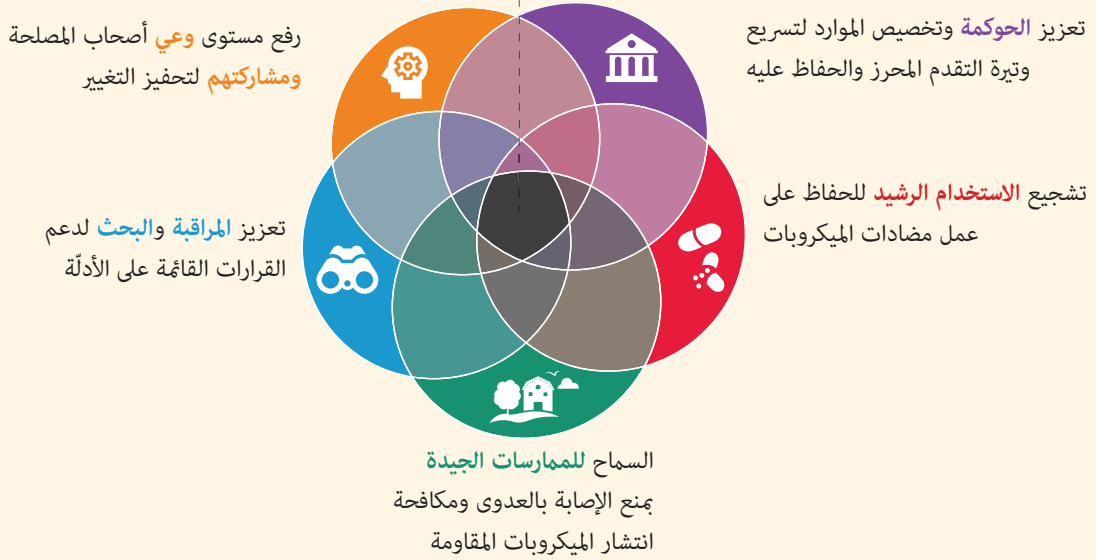 تعزيز الحوكمة وتخصيص الموارد لتسريع
وتيرة التقدم المحرز والحفاظ عليه
رفع مستوى وعي أصحاب المصلحة
ومشاركتهم لتحفيز التغيير
تشجيع الاستخدام الرشيد للحفاظ على
عمل مضادات الميكروبات
تعزيز المراقبة والبحث لدعم
القرارات القائمة على الأدلّة
السماح للممارسات الجيدة
بمنع الإصابة بالعدوى ومكافحة
انتشار الميكروبات المقاومة